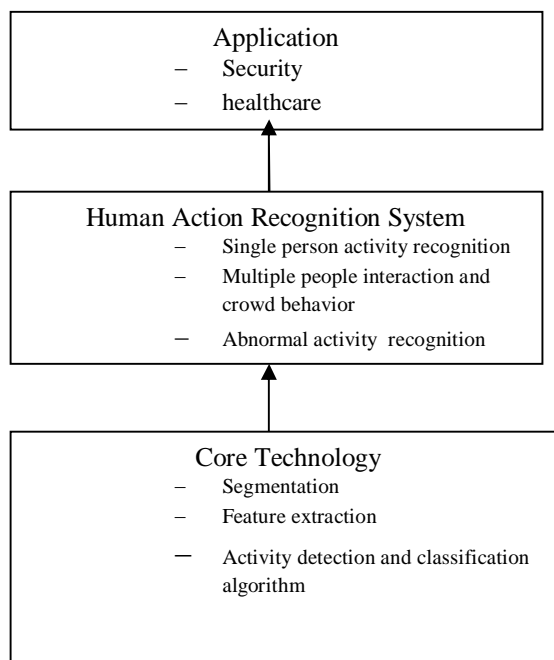 Application
– Security
– healthcare
Human Action Recognition System
– Single person activity recognition
– Multiple people interaction and
crowd behavior
– Abnormal activity recognition
Core Technology
– Segmentation
– Feature extraction
– Activity detection and classification
algorithm